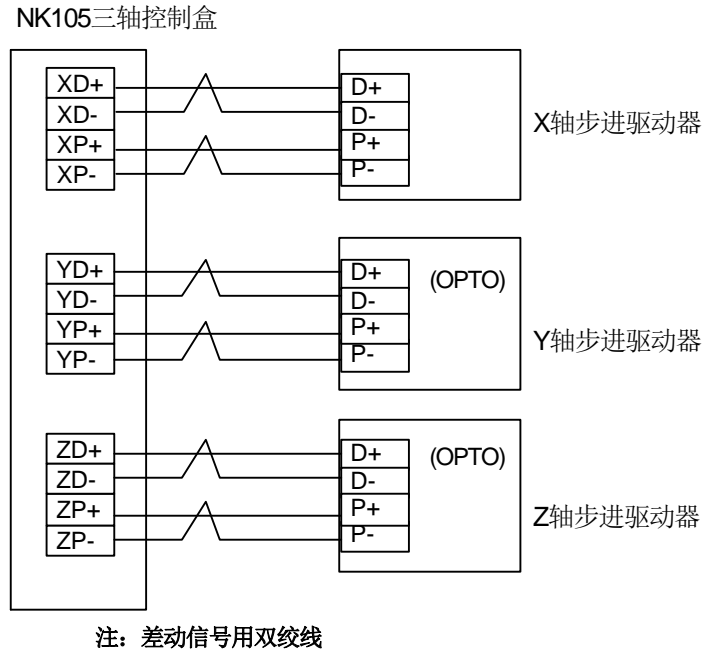 NK105三轴控制盒
XD+
XD-
XP+
XP-
D+
D-
P+
P-
X轴步进驱动器
YD+
YD-
YP+
YP-
D+
D-
P+
P-
(OPTO)
Y轴步进驱动器
ZD+
ZD-
ZP+
ZP-
D+
D-
P+
P-
(OPTO)
Z轴步进驱动器
注：差动信号用双绞线